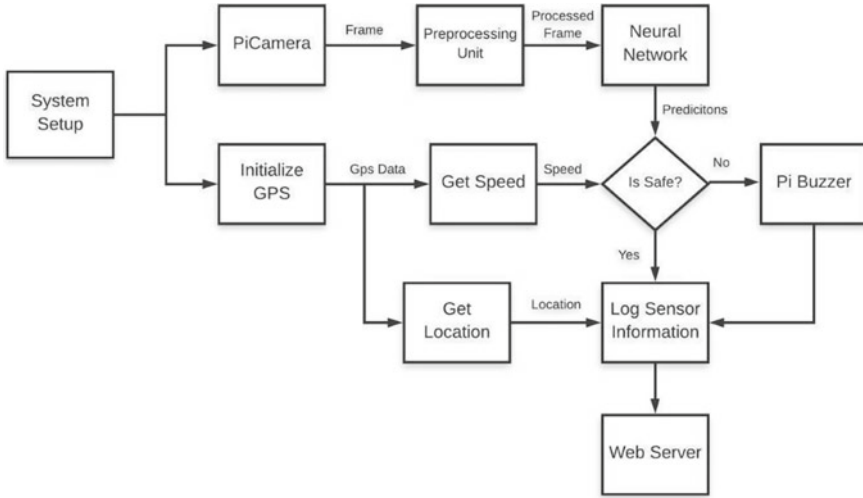 PiCamera
Frame
Preprocessing
Unit
Processed
Frame
Neural
Network
System
Setup
Predicitons
Initialize
GPS
Gps Data
Get Speed
Speed
Is Safe?
No
Pi Buzzer
Yes
Get
Location
Location
Log Sensor
Information
Web Server